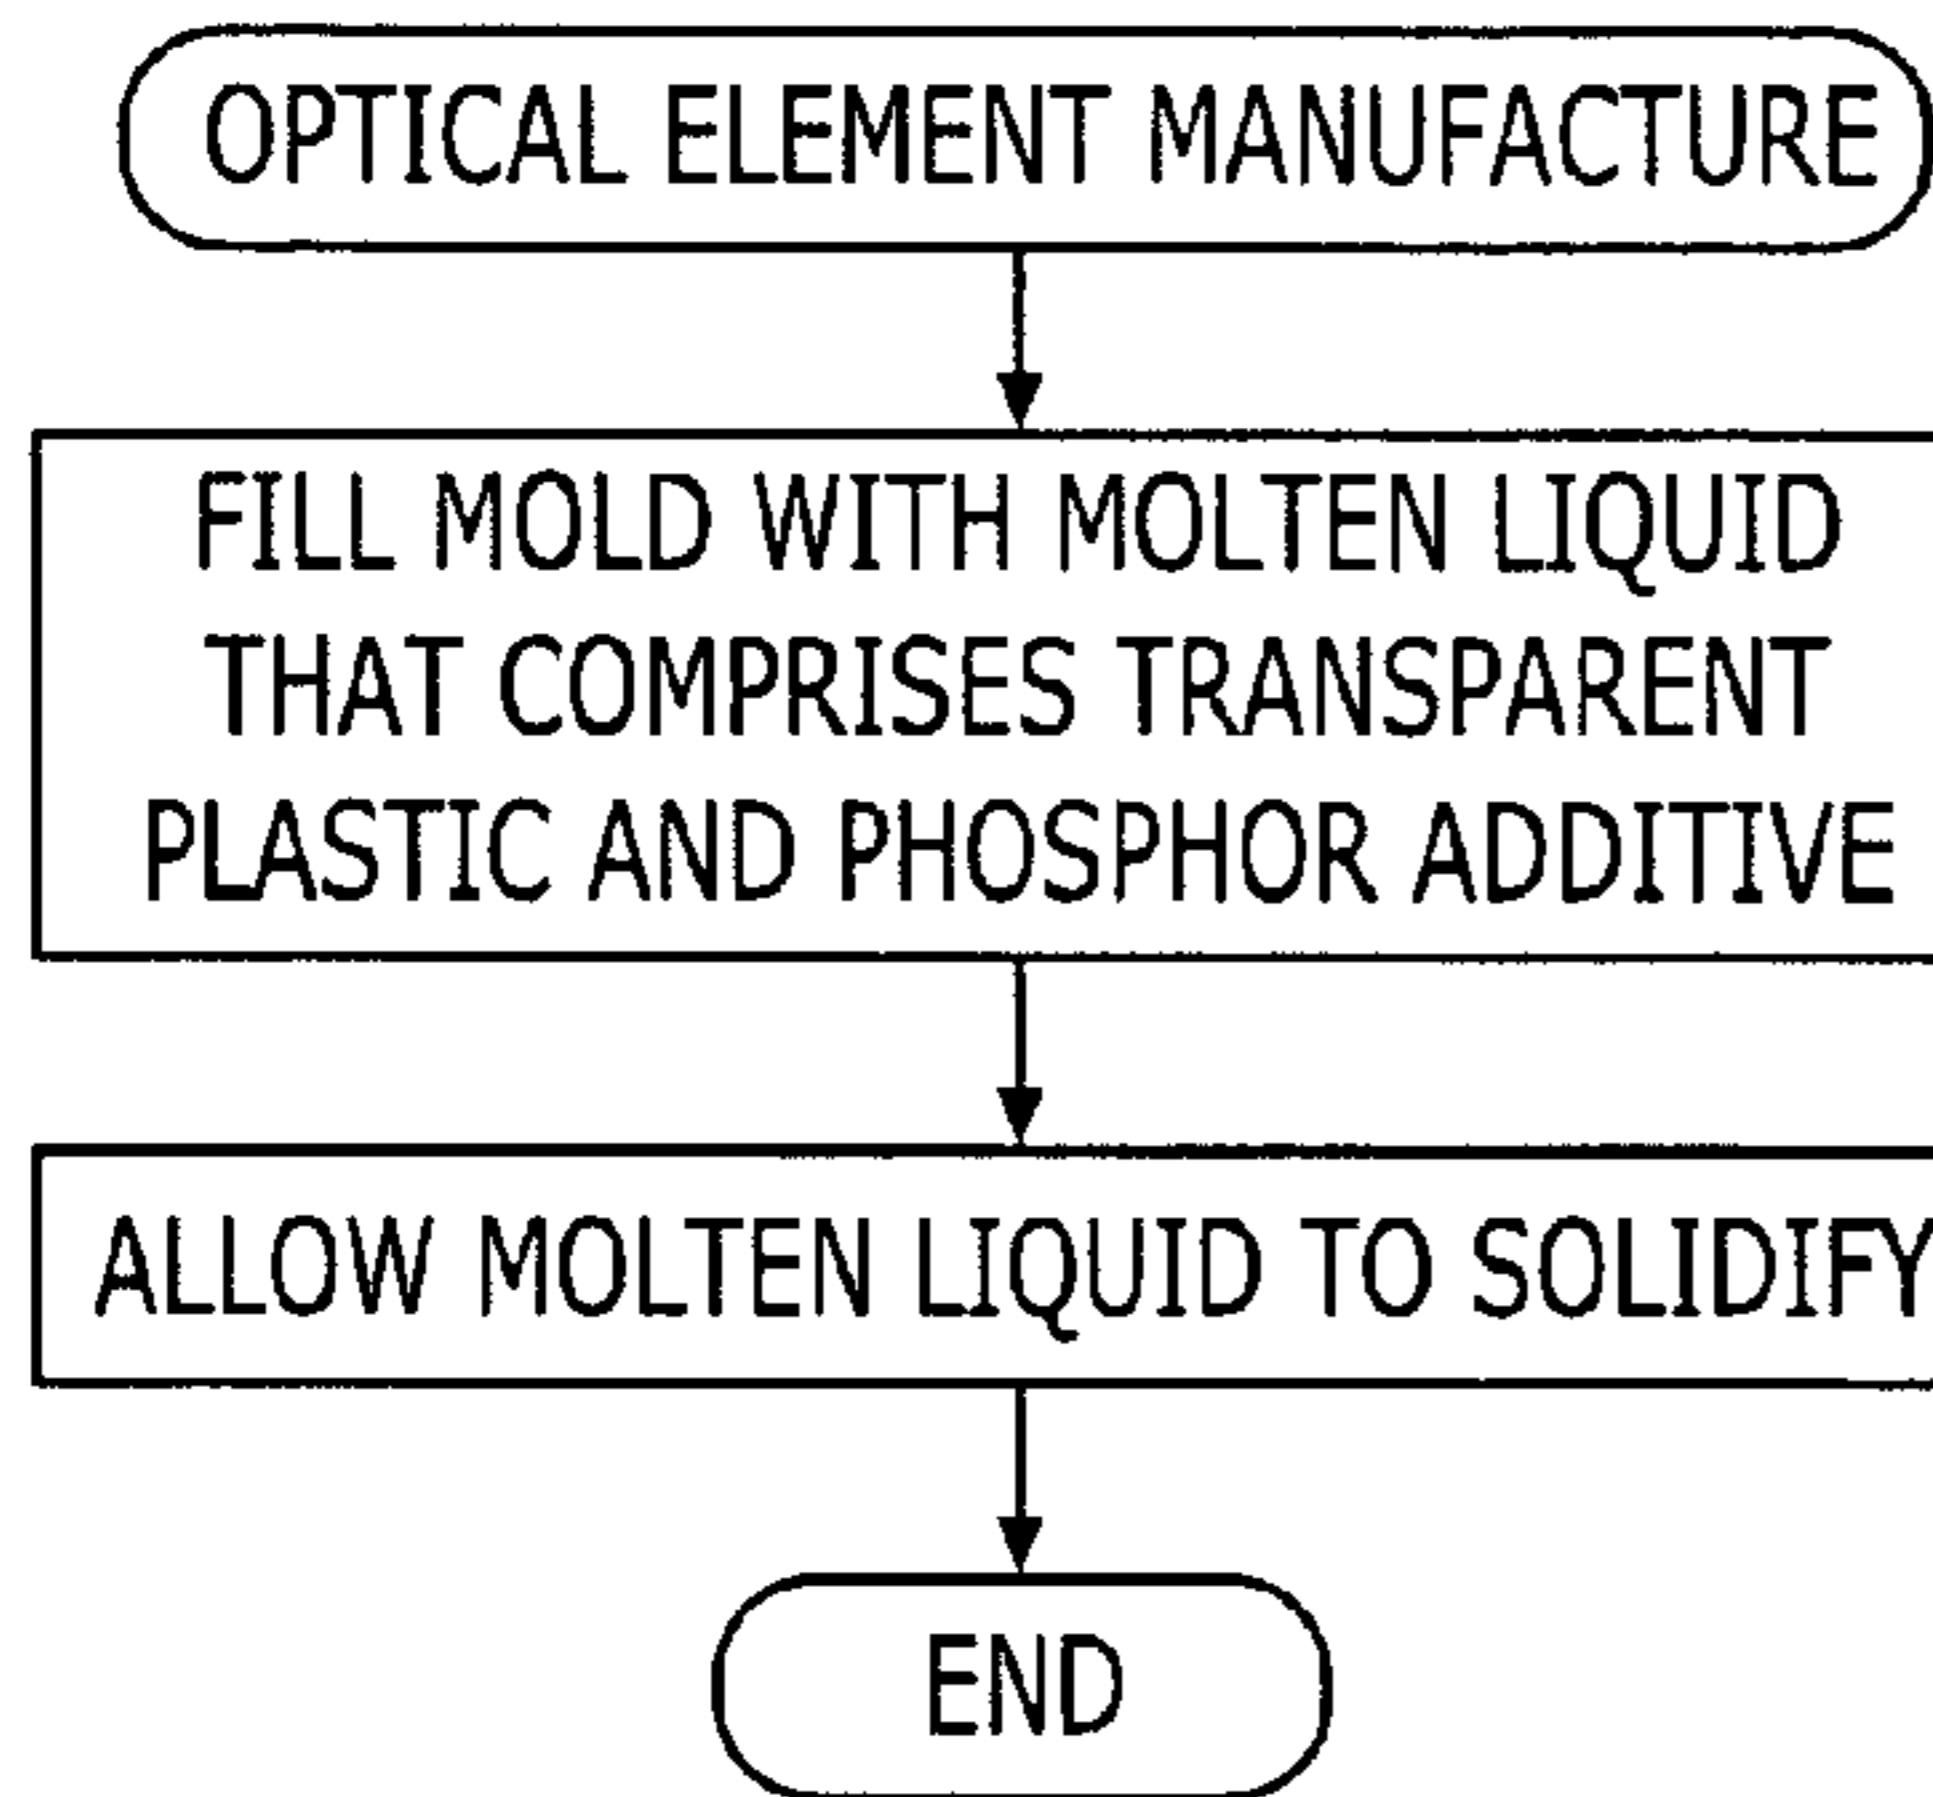 OPTICAL ELEMENT MANUFACTURE
FILL MOLD WITH MOLTEN LIQUID
THAT COMPRISES TRANSPARENT
PLASTIC AND PHOSPHOR ADDITIVE
ALLOW MOLTEN LIQUID TO SOLIDIFY
END